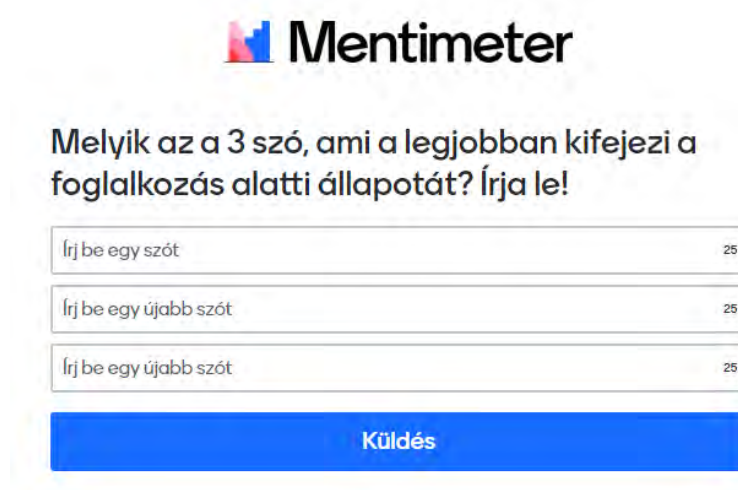 Mentimeter
Melyik az a 3 szó, ami a legjobban kifejezi a
foglalkozás alatti állapotát? Írja le!
Írj be egy szót 25
Írj be egy újabb szót 25
Írj be egy újabb szót 25
Küldés